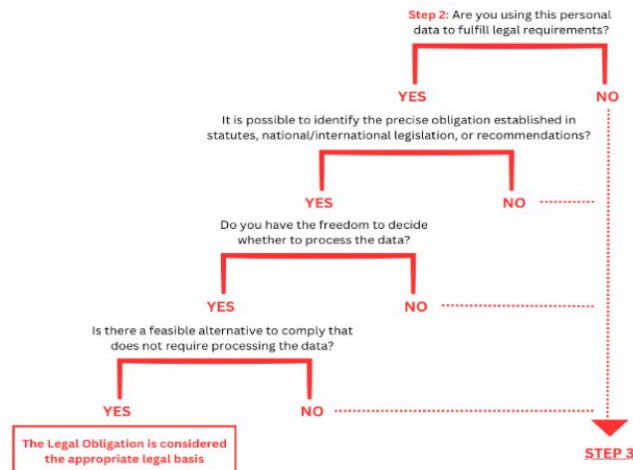 Step 2: Are you using this personal
data to fulfill legal requirements?
YES
NO
It is possible to identify the precise obligation established in
statutes, national/international legislation, or recommendations?
YES
NO
Do you have the freedom to decide
whether to process the data?
YES
NO
Is there a feasible alternative to comply that
does not require processing the data?
YES
NO
The Legal Obligation is considered
the appropriate legal basis
STEP 3